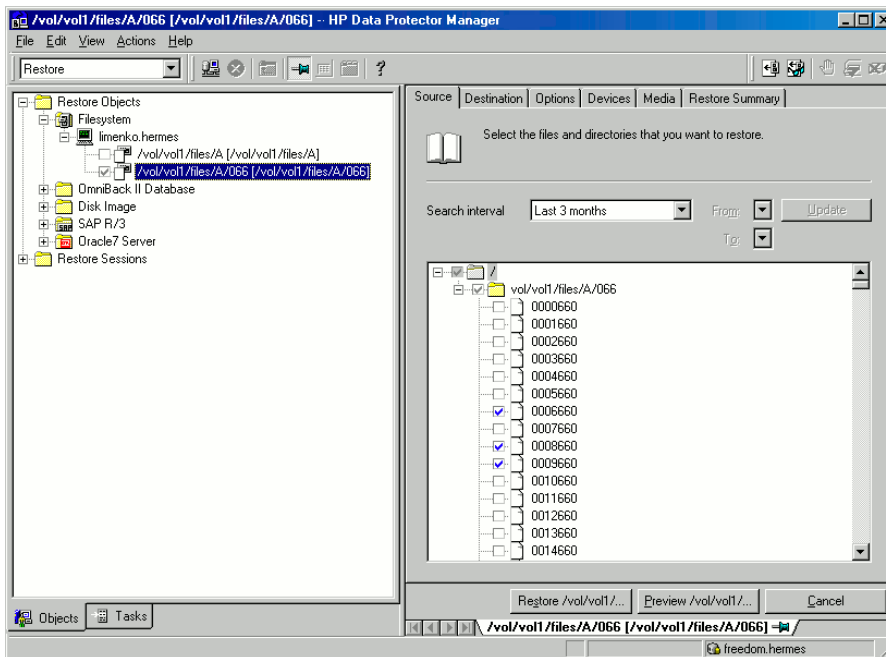 /vol/vol1/files/A/066 [/vol/vol1/files/A/066] -- HP Data Protector Manager
File Edit View Actions Help
Restore
?
Restore Objects
Filesystem
limenko.hermes
/vol/vol1/files/A [/vol/vol1/files/A]
/vol/vol1/files/A/066 [/vol/vol1/files/A/066]
OmniBack II Database
Disk Image
SAP R/3
Oracle7 Server
Restore Sessions
Objects Tasks
Source Destination Options Devices Media Restore Summary
Select the files and directories that you want to restore.
Search interval Last 3 months From: Update
To:
/
vol/vol1/files/A/066
0000660
0001660
0002660
0003660
0004660
0005660
0006660
0007660
0008660
0009660
0010660
0011660
0012660
0013660
0014660
Restore /vol/vol1/... Preview /vol/vol1/... Cancel
/vol/vol1/files/A/066 [/vol/vol1/files/A/066]
freedom.hermes